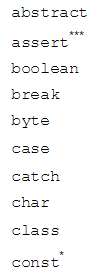 abstract
assert***
boolean
break
byte
case
catch
char
class
const*